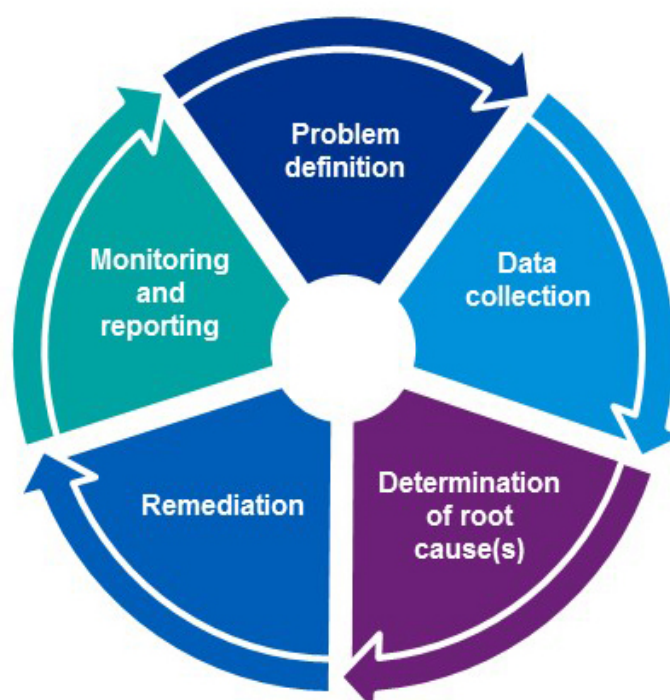 Problem
definition
Data
collection
Determination
of root
cause(s)
Remediation
Monitoring
and
reporting